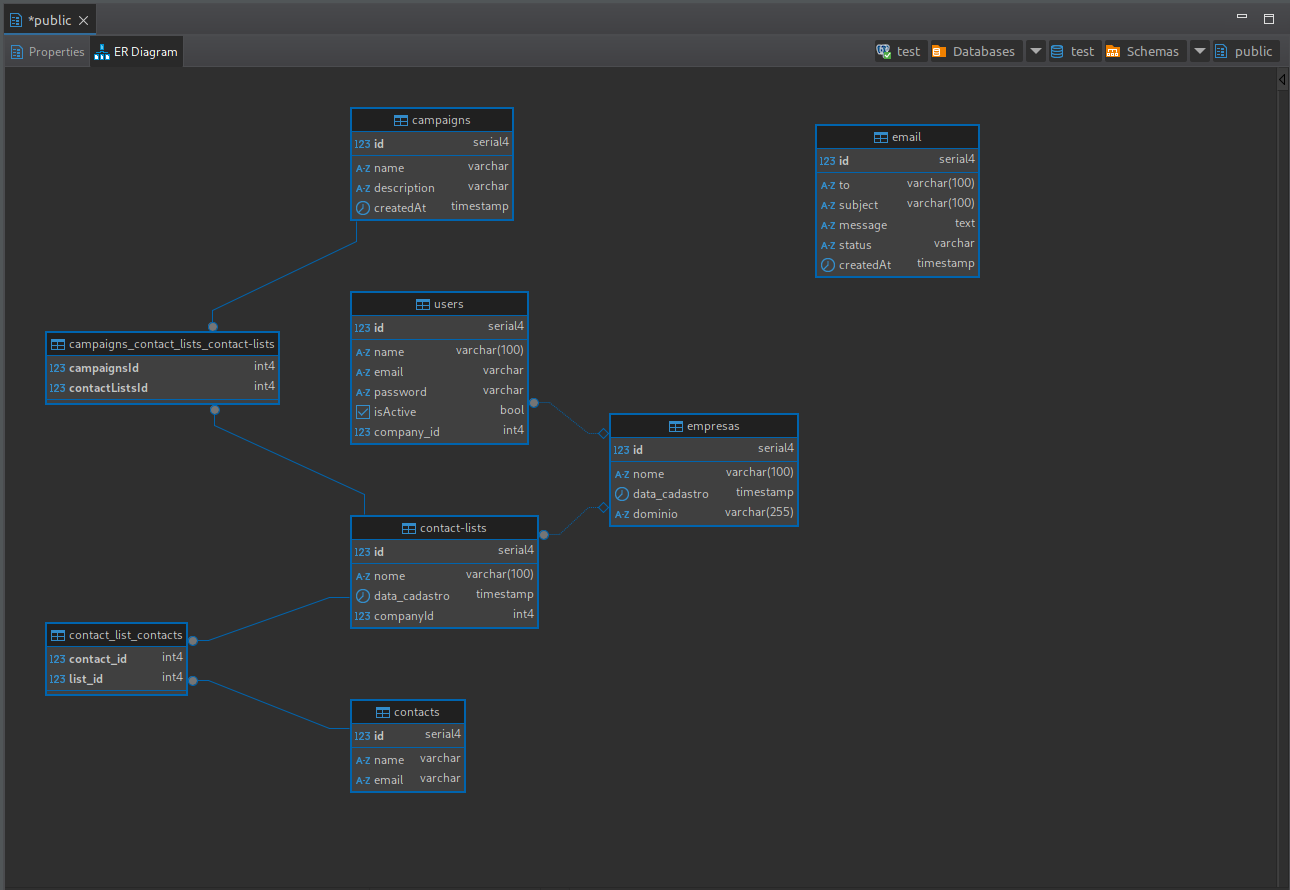 *public
Properties ER Diagram test Databases test Schemas public
campaigns
123 id serial4
A-Z name varchar
A-Z description varchar
createdAt timestamp
email
123 id serial4
A-Z to varchar(100)
A-Z subject varchar(100)
A-Z message text
A-Z status varchar
createdAt timestamp
users
123 id serial4
A-Z name varchar(100)
A-Z email varchar
A-Z password varchar
isActive bool
123 company_id int4
campaigns_contact_lists_contact-lists
123 campaignsId int4
123 contactListsId int4
empresas
123 id serial4
A-Z nome varchar(100)
data_cadastro timestamp
A-Z dominio varchar(255)
contact-lists
123 id serial4
A-Z nome varchar(100)
data_cadastro timestamp
123 companyId int4
contact_list_contacts
123 contact_id int4
123 list_id int4
contacts
123 id serial4
A-Z name varchar
A-Z email varchar